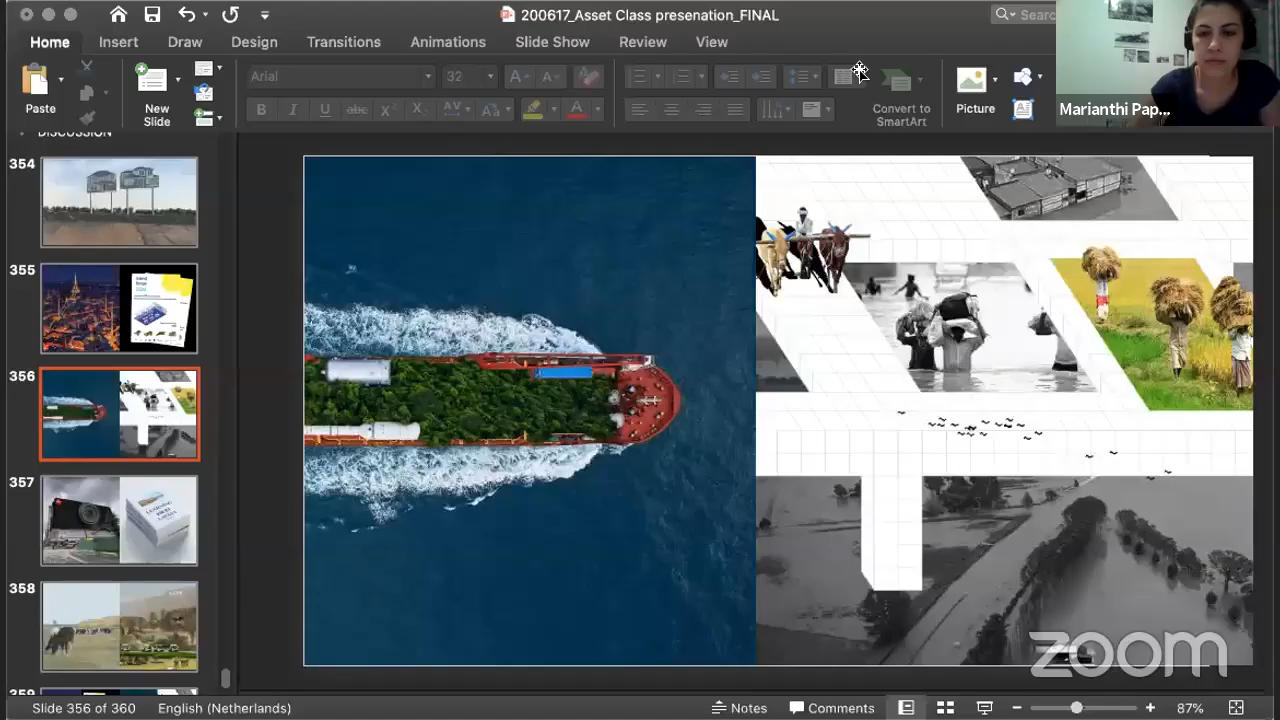 200617_Asset Class presenation_FINAL
Searc
Home Insert Draw Design Transitions Animations Slide Show Review View
Paste
New
Slide
Arial 32
Convert to
SmartArt
Picture
Marianthi Pap...
DISCUSSION
354
355
356
357
358
359
zoom
Slide 356 of 360 English (Netherlands) Notes Comments 87%